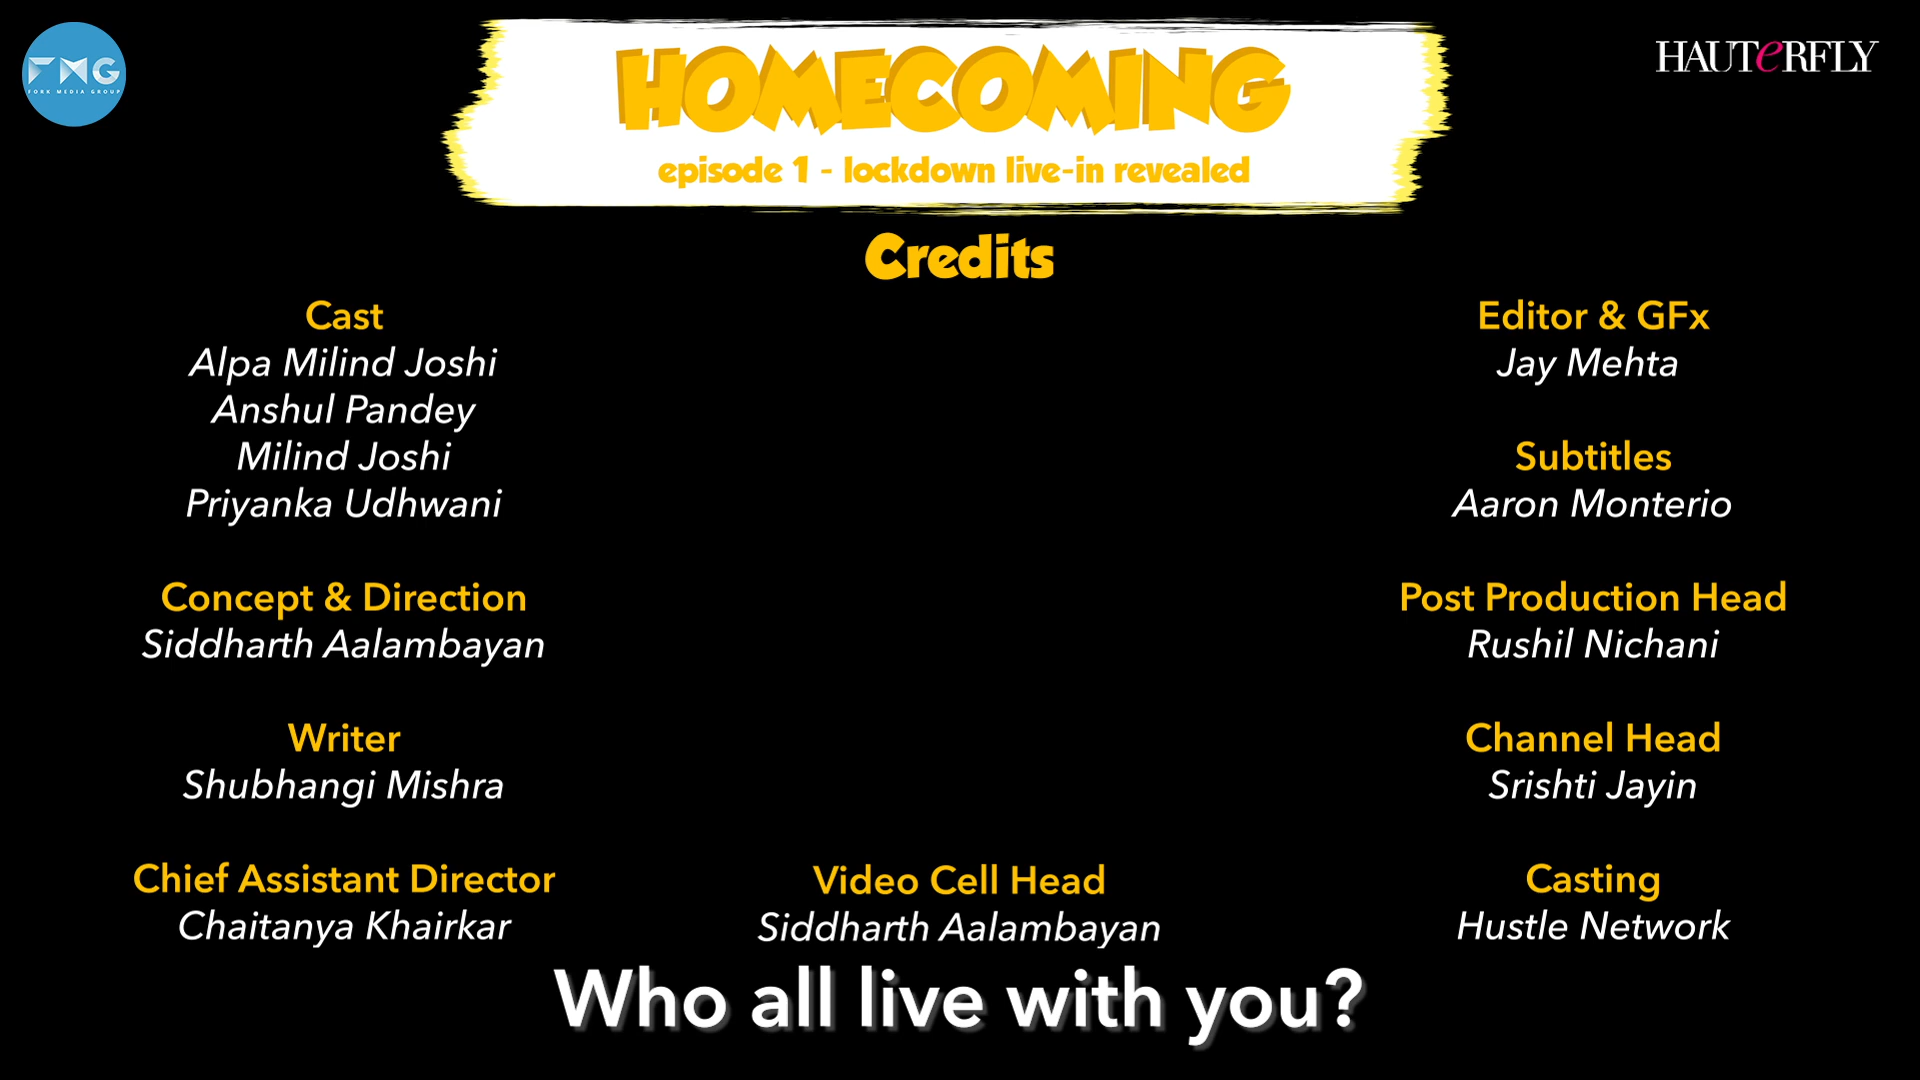 FMG
FORK MEDIA GROUP
HOMECOMING
episode 1 - lockdown live-in revealed
HAUTeRFLY
Credits
Cast
Alpa Milind Joshi
Anshul Pandey
Milind Joshi
Priyanka Udhwani
Concept & Direction
Siddharth Aalambayan
Writer
Shubhangi Mishra
Chief Assistant Director
Chaitanya Khairkar
Video Cell Head
Siddharth Aalambayan
Editor & GFx
Jay Mehta
Subtitles
Aaron Monterio
Post Production Head
Rushil Nichani
Channel Head
Srishti Jayin
Casting
Hustle Network
Who all live with you?